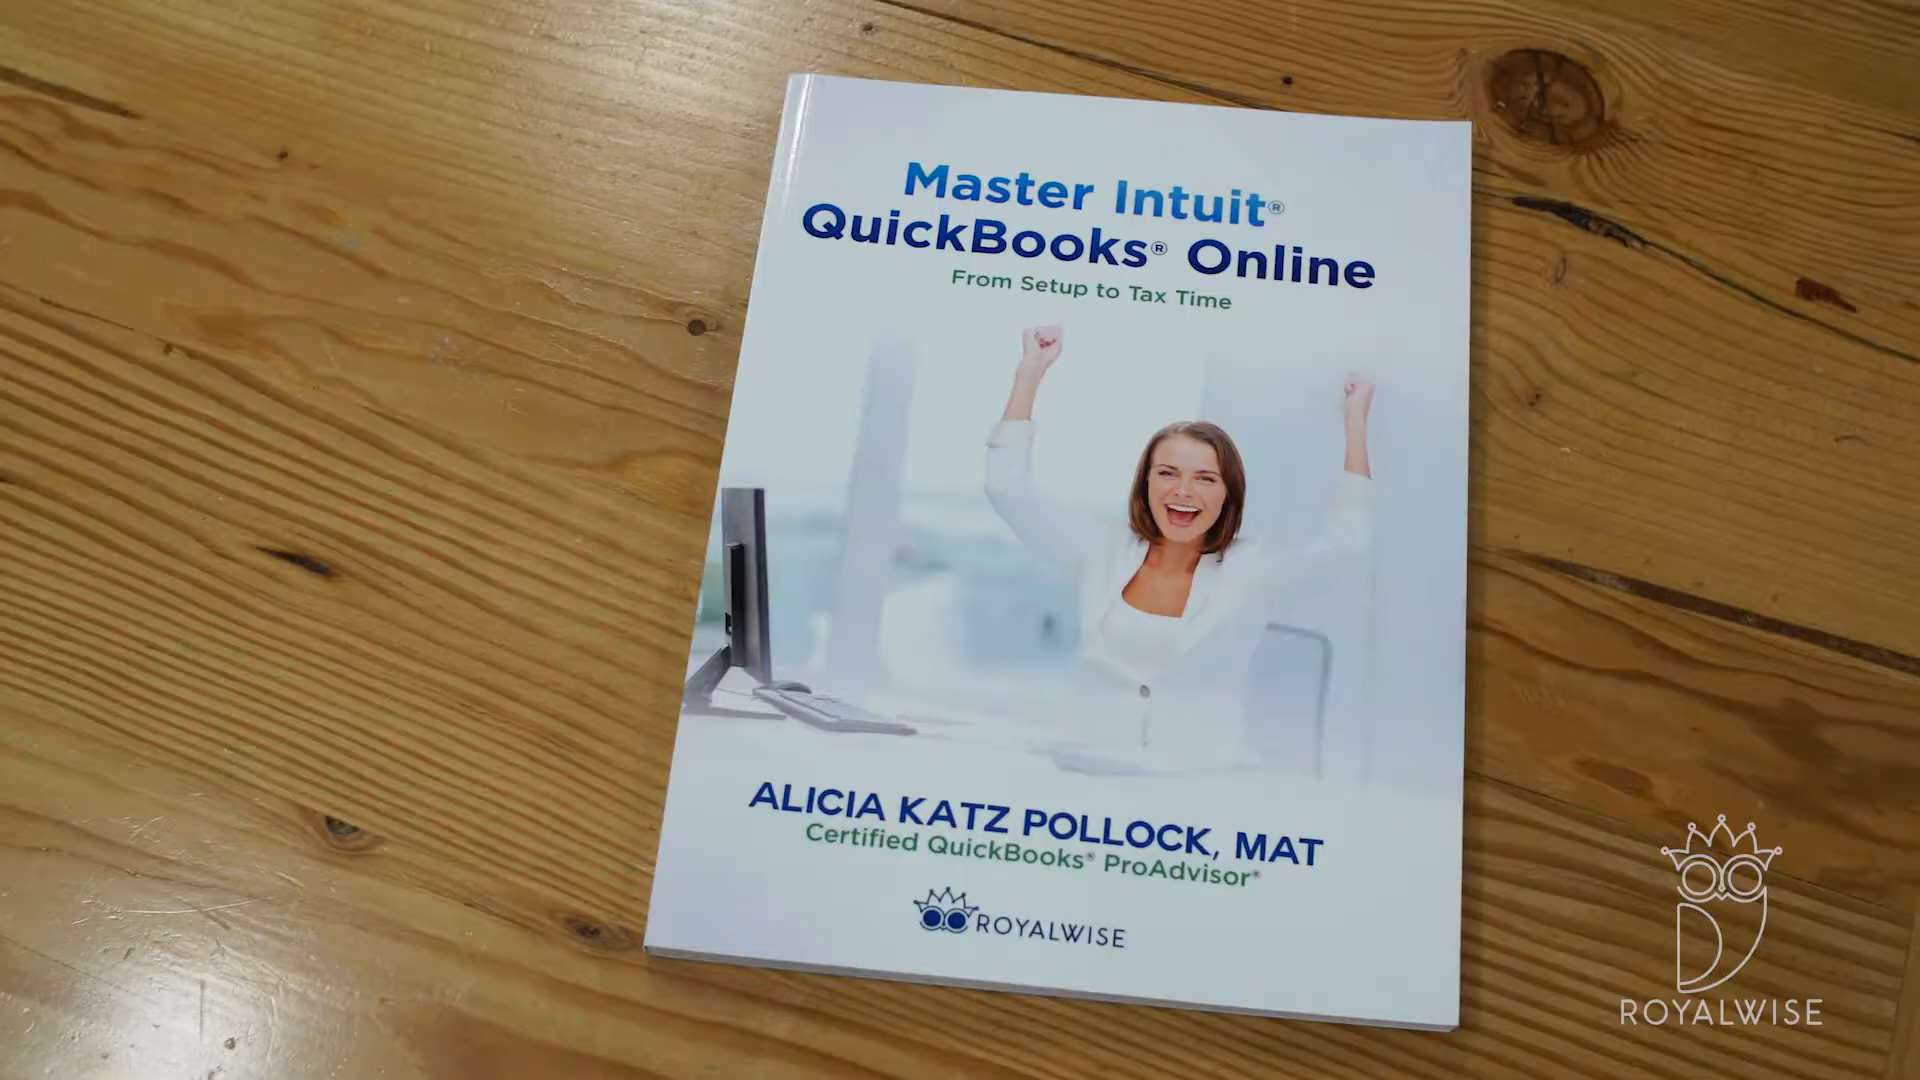 Master Intuit®
QuickBooks® Online
From Setup to Tax Time
ALICIA KATZ POLLOCK, MAT
Certified QuickBooks® ProAdvisor®
ROYALWISE
ROYALWISE